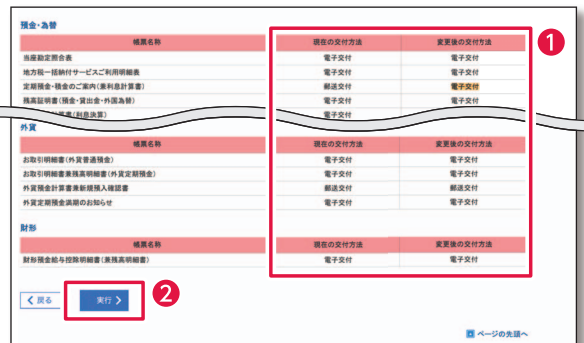 預金・為替
帳票名称 現在の交付方法 変更後の交付方法
当座勘定照合表 電子交付 電子交付
地方税一括納付サービスご利用明細表 電子交付 電子交付
定期預金・積金のご案内(兼利息計算書) 郵送交付 電子交付
残高証明書(預金・貸出金・外国為替) 電子交付 電子交付
書(利息決算) 電子交付
外貨
帳票名称 現在の交付方法 変更後の交付方法
お取引明細書(外貨普通預金) 電子交付 電子交付
お取引明細書兼残高明細書(外貨定期預金) 電子交付 電子交付
外貨預金計算書兼新規預入確認書 郵送交付 郵送交付
外貨定期預金満期のお知らせ 電子交付 電子交付
財形
帳票名称 現在の交付方法 変更後の交付方法
財形預金給与控除明細書(兼残高明細書) 電子交付 電子交付
1
戻る 実行 2
ページの先頭へ